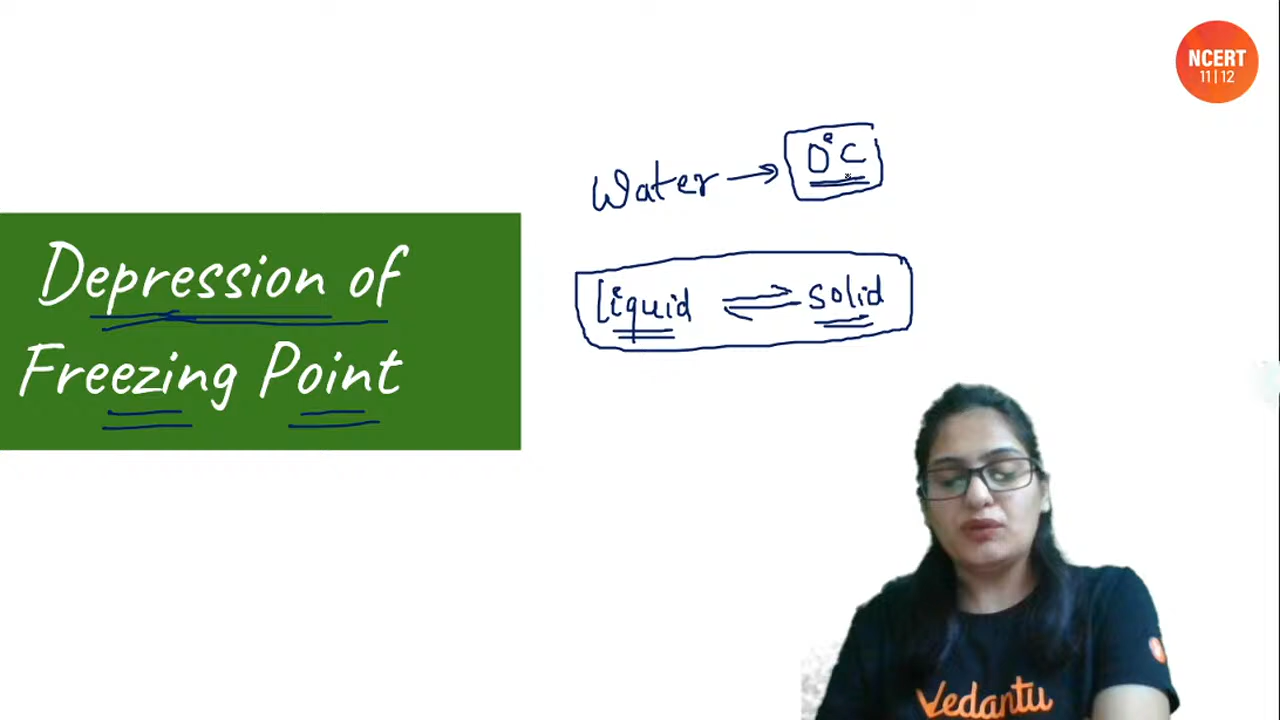 NCERT
11|12
Water → 0°C
Depression of
Freezing Point
Liquid ⇌ Solid
Vedantu